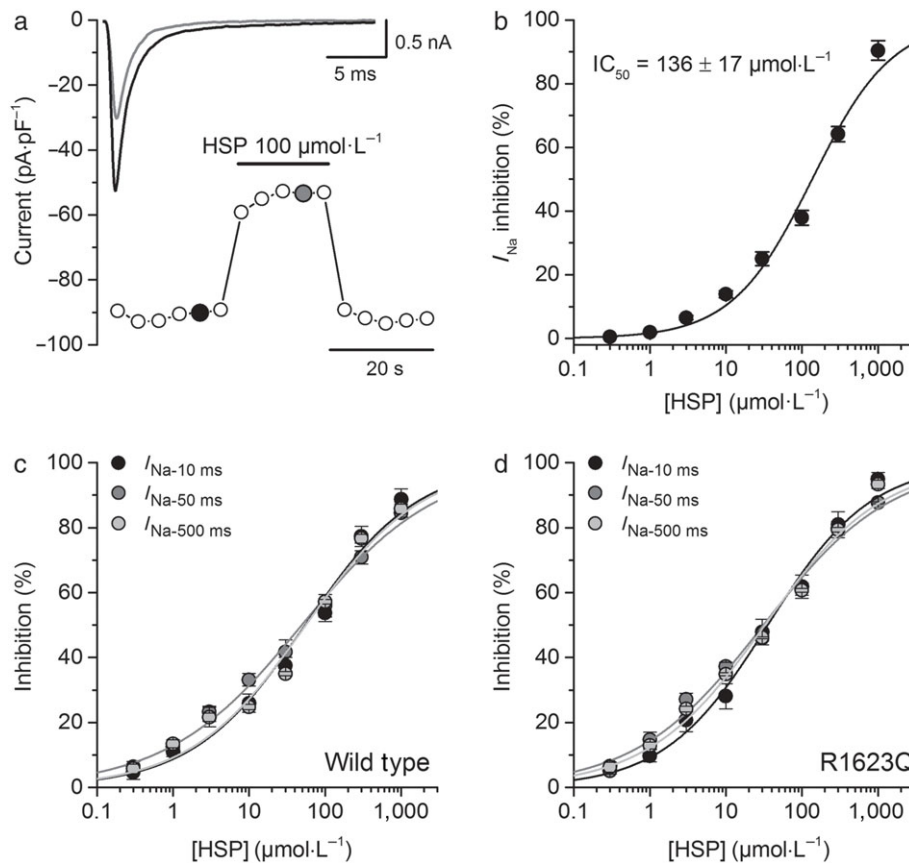 a
0
−20
−40
−60
−80
−100
Current (pA·pF⁻¹)
0.5 nA
5 ms
HSP 100 µmol·L⁻¹
20 s
b
IC₅₀ = 136 ± 17 µmol·L⁻¹
100
80
60
40
20
0
I_Na inhibition (%)
0.1 1 10 100 1,000
[HSP] (µmol·L⁻¹)
c
I_Na-10 ms
I_Na-50 ms
I_Na-500 ms
100
80
60
40
20
0
Inhibition (%)
Wild type
0.1 1 10 100 1,000
[HSP] (µmol·L⁻¹)
d
I_Na-10 ms
I_Na-50 ms
I_Na-500 ms
100
80
60
40
20
0
Inhibition (%)
R1623Q
0.1 1 10 100 1,000
[HSP] (µmol·L⁻¹)